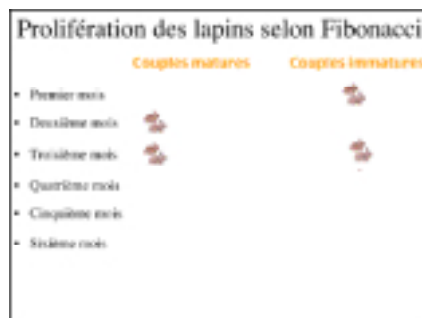 Prolifération des lapins selon Fibonacci
Couples matures Couples immatures
• Premier mois
• Deuxième mois
• Troisième mois
• Quatrième mois
• Cinquième mois
• Sixième mois